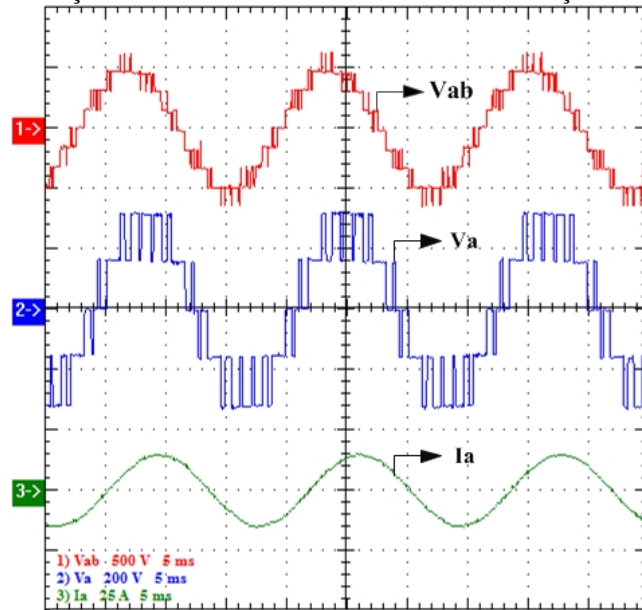 Vab
1->
Va
2->
Ia
3->
1) Vab 500 V 5 ms
2) Va 200 V 5 ms
3) Ia 25 A 5 ms